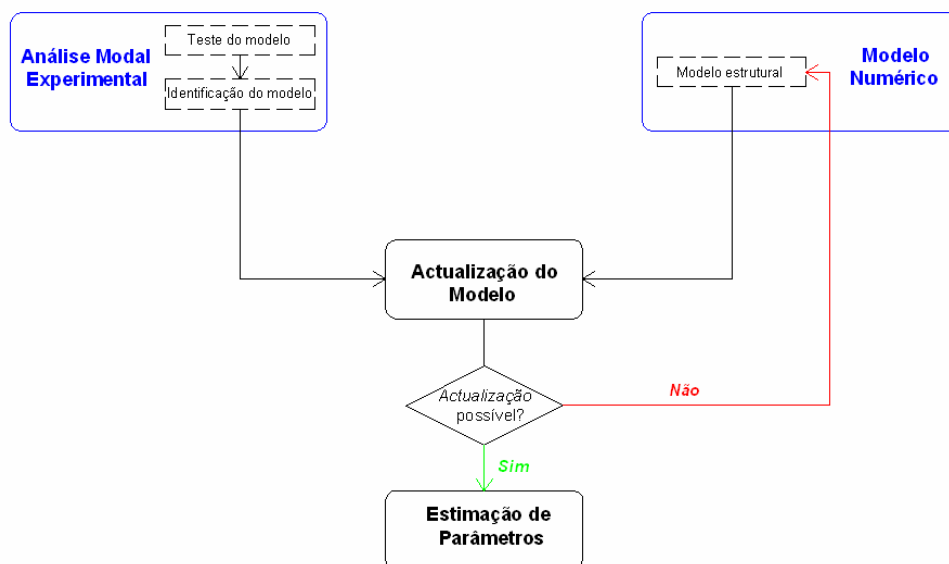 Análise Modal
Experimental
Teste do modelo
Identificação do modelo
Modelo estrutural
Modelo
Numérico
Actualização do
Modelo
Actualização
possível?
Não
Sim
Estimação de
Parâmetros